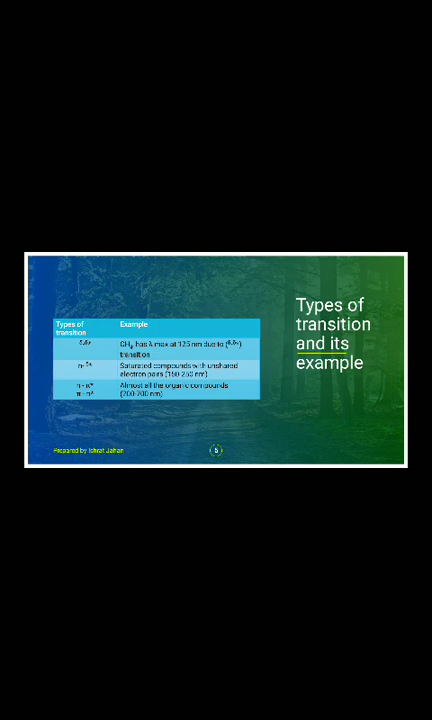 Types of
transition
and its
example
Types of
transition
Example
CH₄ has λ max at 125 nm due to (δ,δ*)
transition
n- δ*
Saturated compounds with unshared
electron pairs (150-250 nm)
n - π*
π - π*
Almost all the organic compounds
(200-700 nm)
Prepared by Ishrat Jahan
5